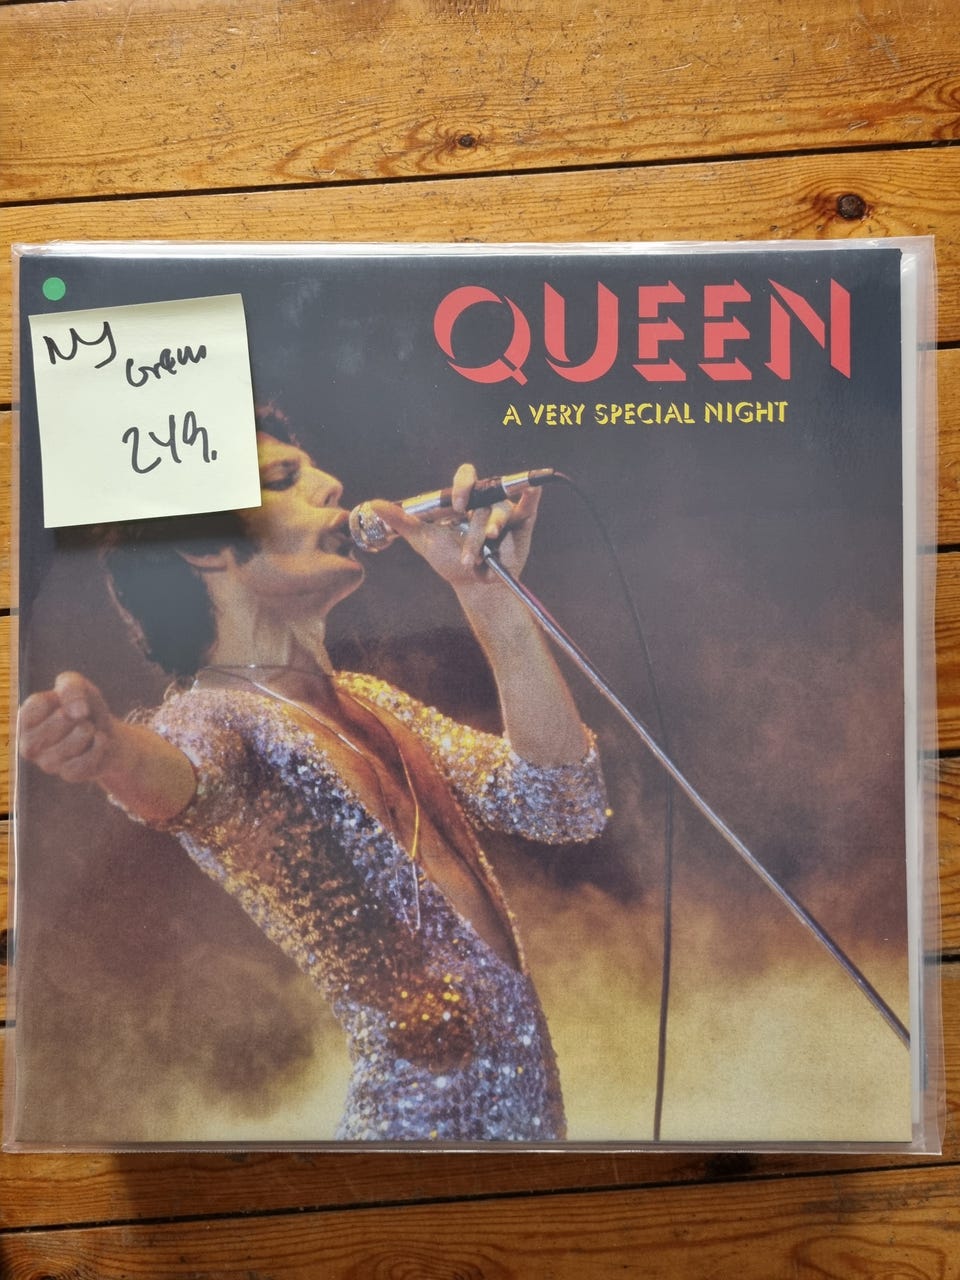 QUEEN
A VERY SPECIAL NIGHT
NY
Green
249.